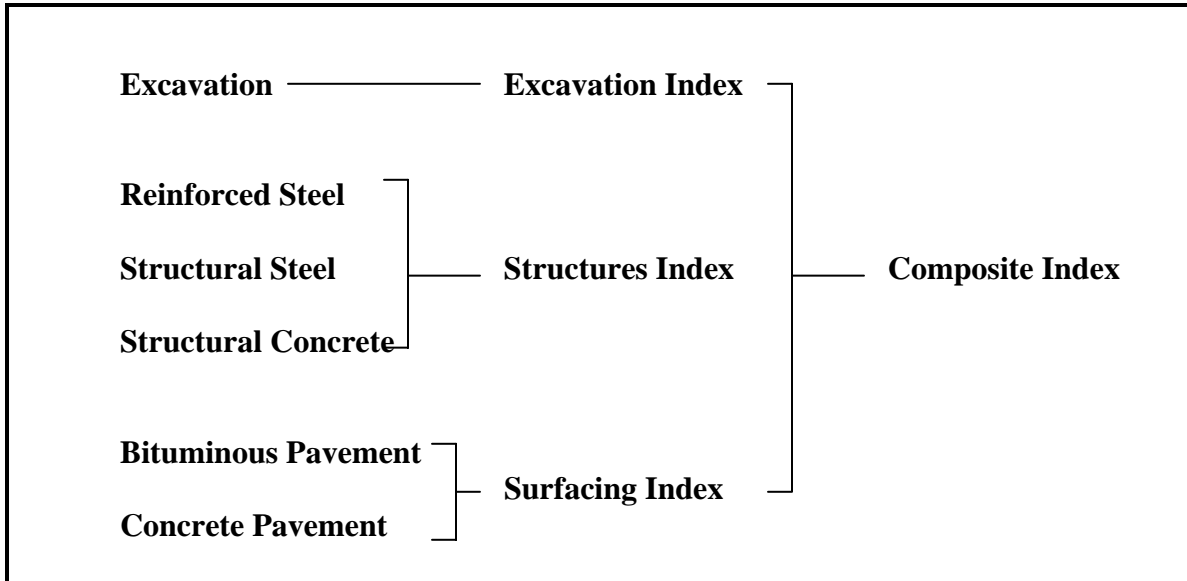 Excavation Excavation Index
Reinforced Steel
Structural Steel Structures Index Composite Index
Structural Concrete
Bituminous Pavement
Surfacing Index
Concrete Pavement